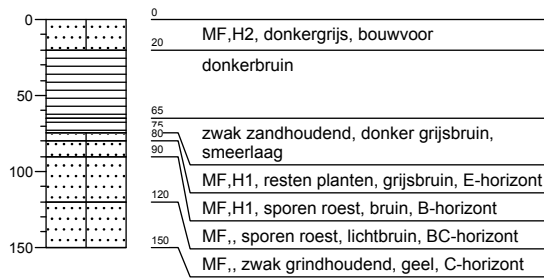 0
50
100
150
0
MF,H2, donkergrijs, bouwvoor
20
donkerbruin
65
zwak zandhoudend, donker grijsbruin,
smeerlaag
75
MF,H1, resten planten, grijsbruin, E-horizont
80
MF,H1, sporen roest, bruin, B-horizont
90
MF,, sporen roest, lichtbruin, BC-horizont
120
MF,, zwak grindhoudend, geel, C-horizont
150